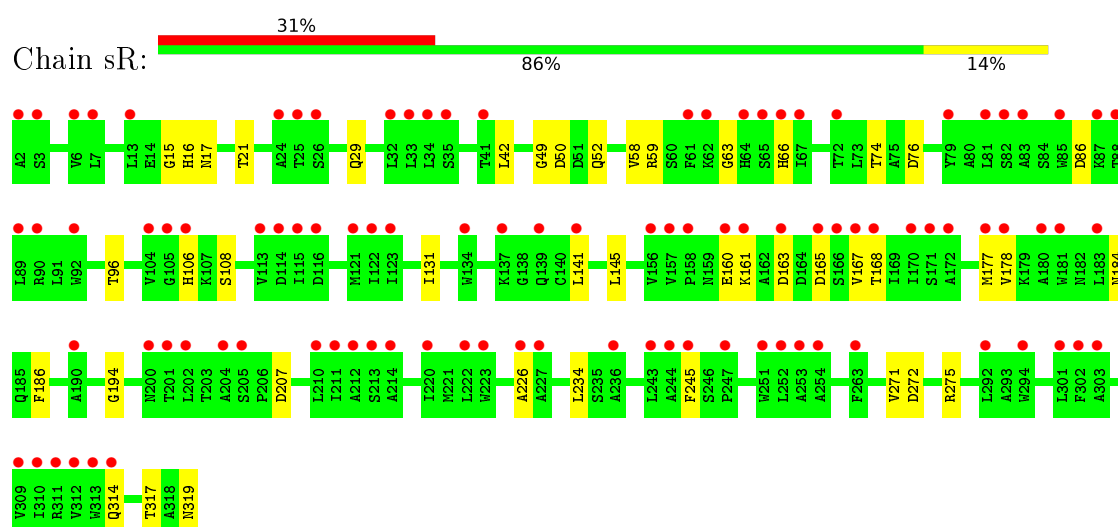 31%
Chain sR:
86% 14%
A2 S3 V6 L7 L13 E14 G15 H16 N17 T21 A24 T25 S26 Q29 L32 L33 L34 S35 T41 L42 G49 D50 D51 Q52 V58 R59 S60 F61 K62 G63 H64 S65 H66 I67 T72 L73 T74 A75 D76 Y79 A80 L81 S82 A83 S84 W85 D86 K87 T88
L89 R90 L91 W92 T96 V104 G105 H106 K107 S108 V113 D114 I115 D116 M121 I122 I123 I131 W134 K137 G138 Q139 C140 L141 L145 V156 V157 P158 N159 E160 K161 A162 D163 D164 D165 S166 V167 T168 I169 I170 S171 A172 M177 V178 K179 A180 W181 N182 L183 N184
Q185 F186 A190 G194 N200 T201 L202 T203 A204 S205 P206 D207 L210 I211 A212 S213 A214 I220 M221 L222 W223 A226 A227 L234 S235 A236 L243 A244 F245 S246 P247 W251 L252 A253 A254 F263 V271 D272 R275 L292 A293 W294 L301 F302 A303
V309 I310 R311 V312 W313 Q314 T317 A318 N319